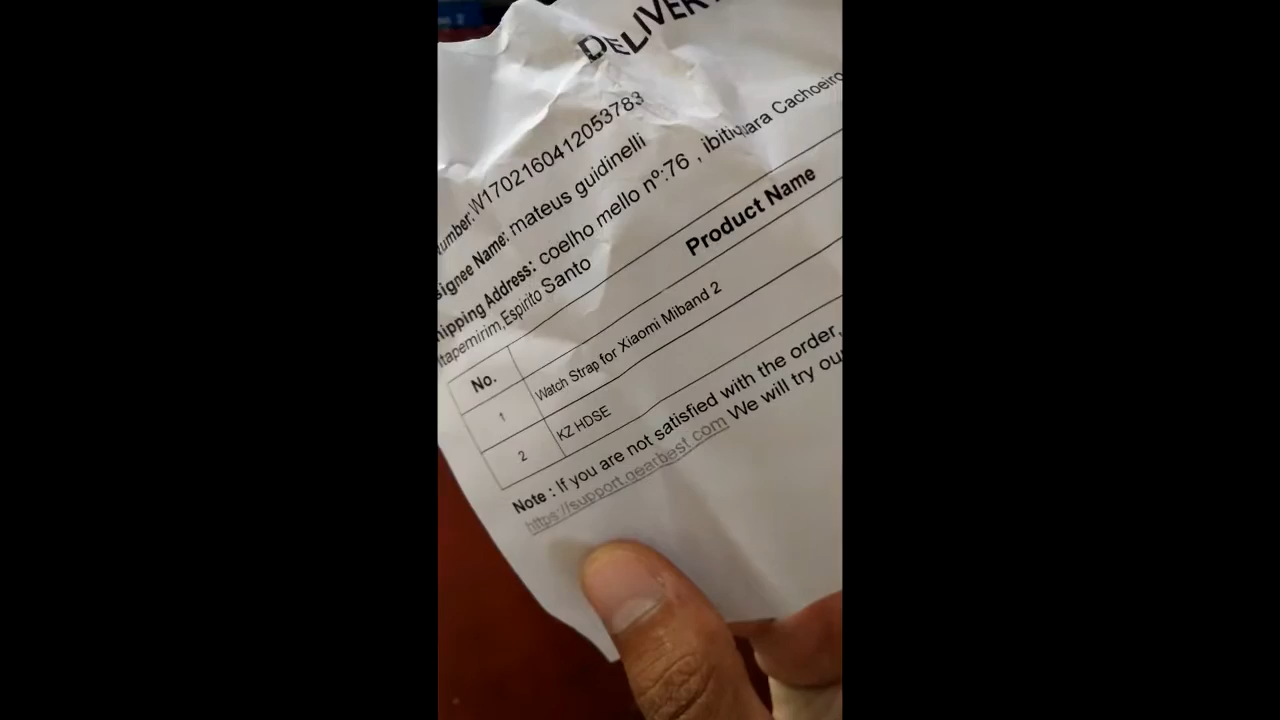 DELIVERY
umber:W1702160412053783
signee Name: mateus guidinelli
hipping Address: coelho mello nº:76 , ibitiquara Cachoeiro
Itapemirim,Espirito Santo
No. Product Name
1 Watch Strap for Xiaomi Miband 2
2 KZ HDSE
Note : If you are not satisfied with the order,
https://support.gearbest.com We will try ou